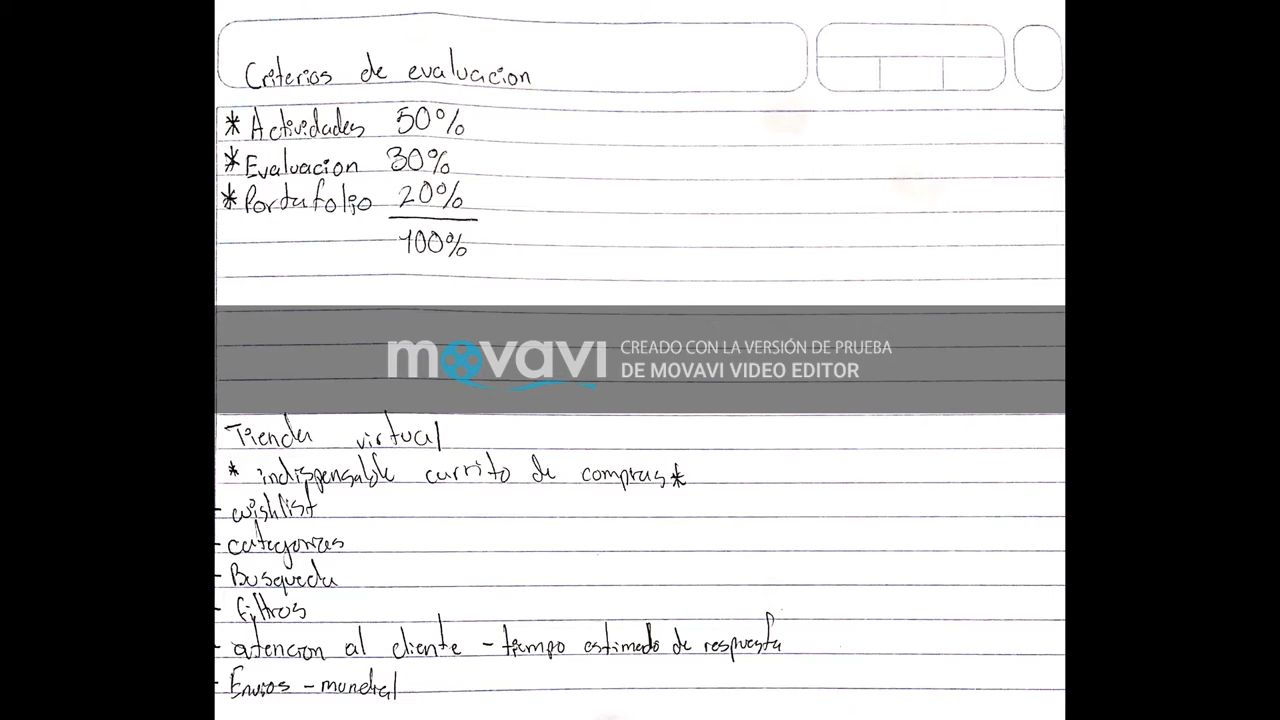 Criterios de evaluacion
* Actividades 50%
* Evaluacion 30%
* Portafolio 20%
100%
movavi CREADO CON LA VERSIÓN DE PRUEBA
DE MOVAVI VIDEO EDITOR
Tienda virtual
* indispensable carrito de compras *
- wishlist
- categorias
- Busqueda
- filtros
- atencion al cliente - tiempo estimado de respuesta
- Envios - mundial